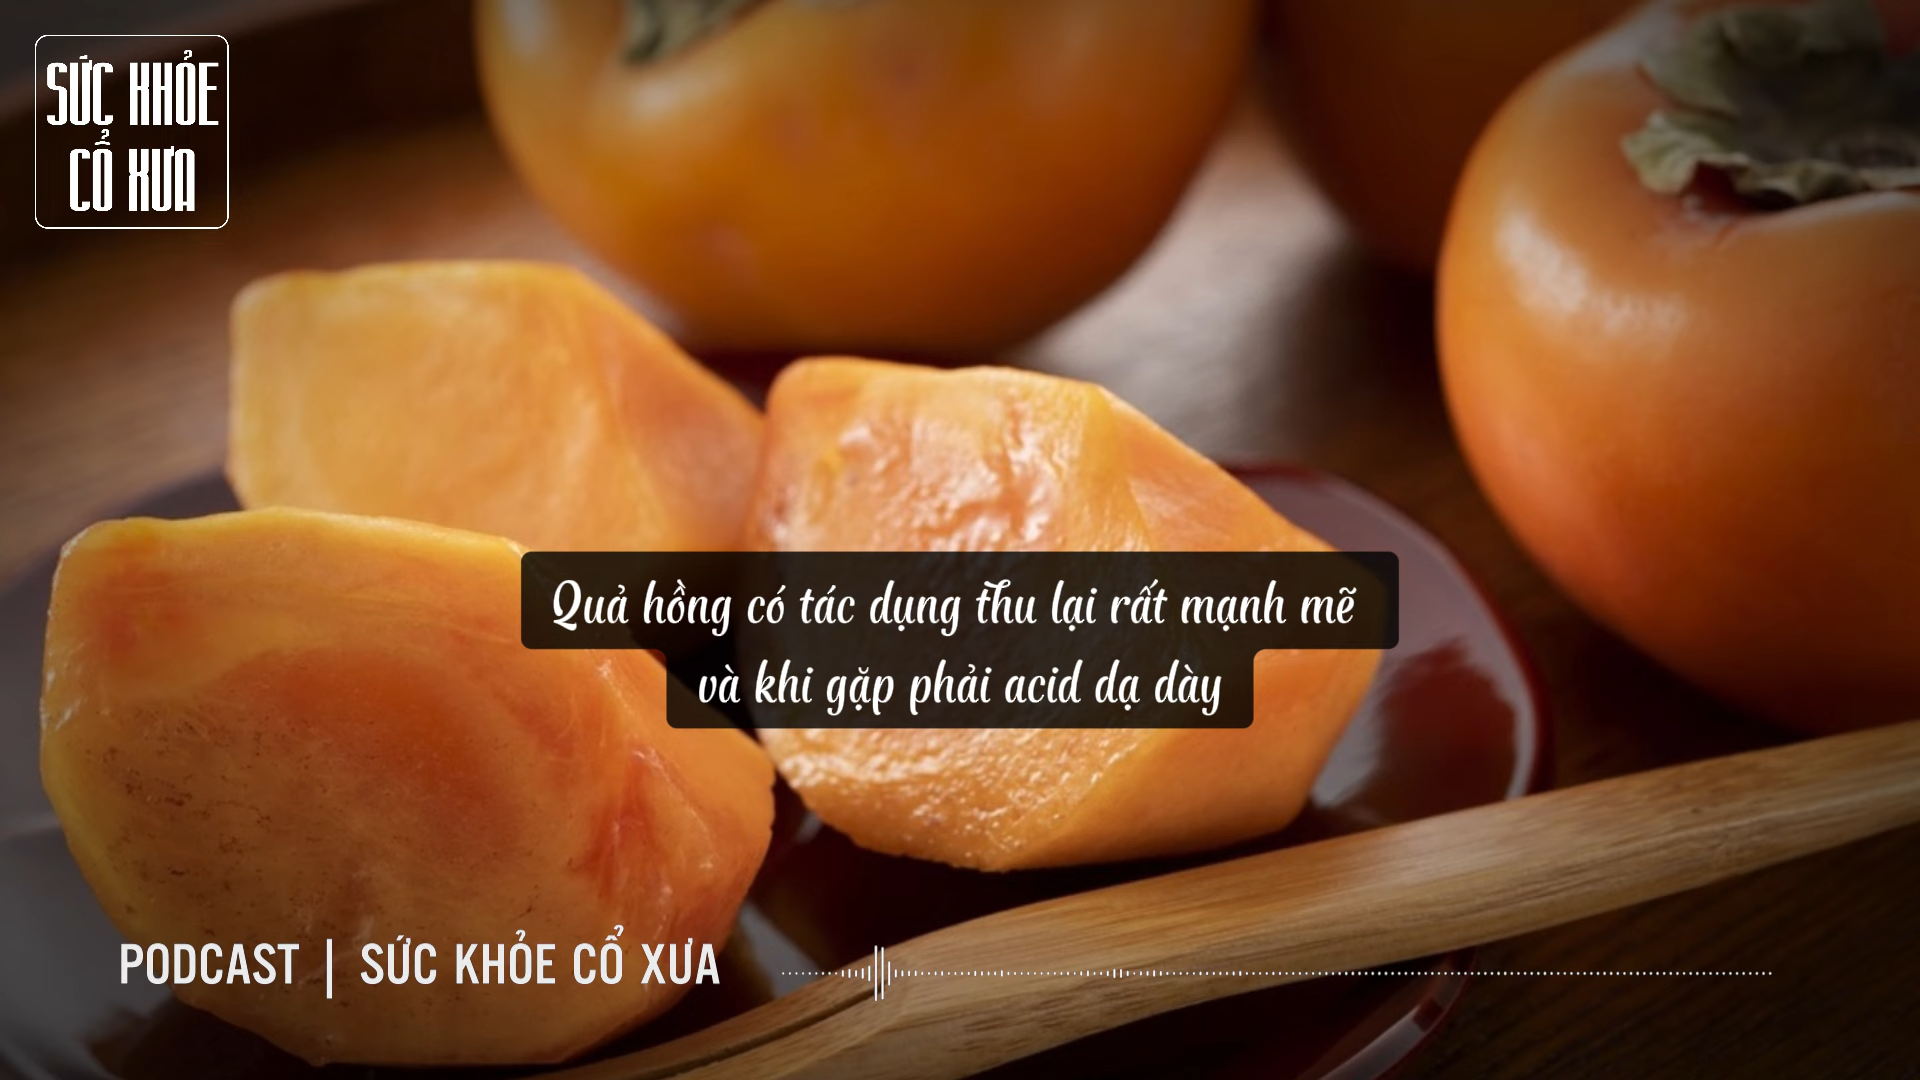 SỨC KHỎE
CỔ XƯA
Quả hồng có tác dụng thu lại rất mạnh mẽ
và khi gặp phải acid dạ dày
PODCAST | SỨC KHỎE CỔ XƯA